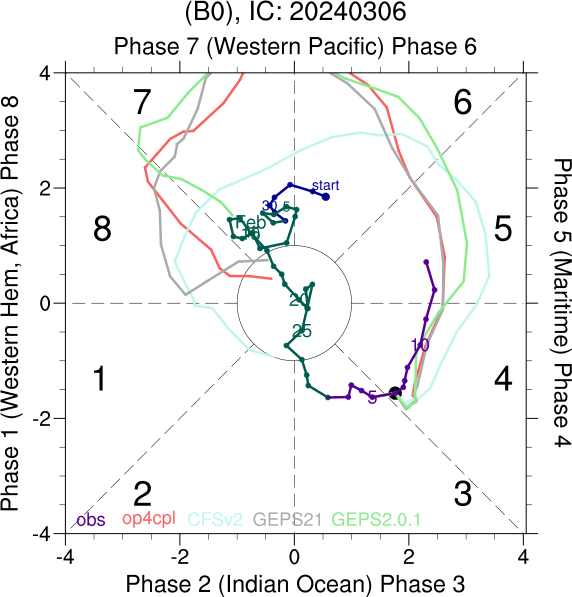 (B0), IC: 20240306
Phase 7 (Western Pacific) Phase 6
Phase 1 (Western Hem, Africa) Phase 8
Phase 5 (Maritime) Phase 4
4
2
0
-2
-4
7
6
8
5
1
4
2
3
start
30
5
Feb
20
25
5
10
obs
op4cpl
CFSv2
GEPS21
GEPS2.0.1
-4
-2
0
2
4
Phase 2 (Indian Ocean) Phase 3